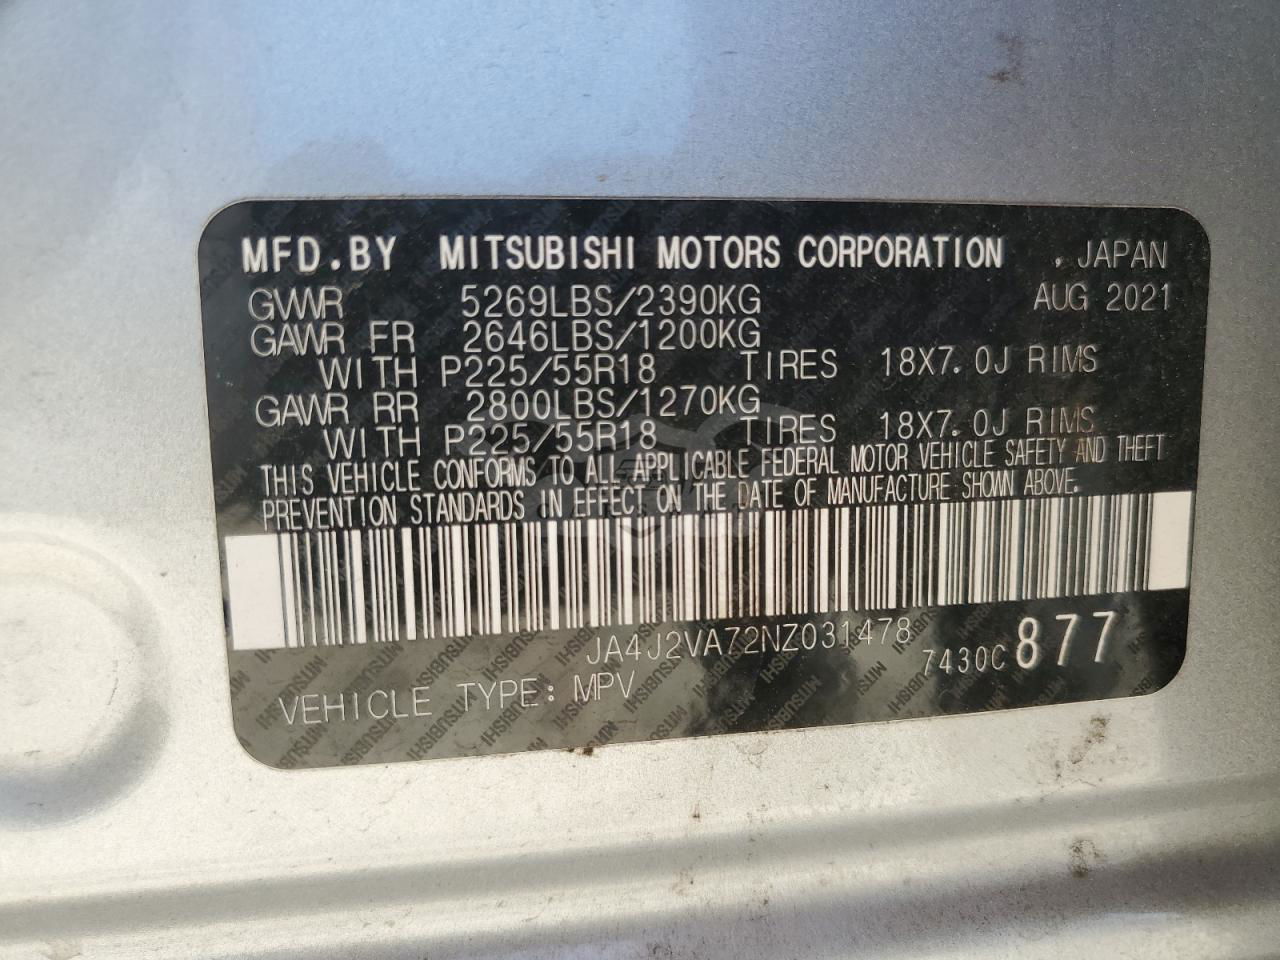 MFD.BY MITSUBISHI MOTORS CORPORATION . JAPAN
GVWR 5269LBS/2390KG AUG 2021
GAWR FR 2646LBS/1200KG
WITH P225/55R18 TIRES 18X7.0J RIMS
GAWR RR 2800LBS/1270KG
WITH P225/55R18 TIRES 18X7.0J RIMS
THIS VEHICLE CONFORMS TO ALL APPLICABLE FEDERAL MOTOR VEHICLE SAFETY AND THEFT
PREVENTION STANDARDS IN EFFECT ON THE DATE OF MANUFACTURE SHOWN ABOVE.
JA4J2VA72NZ031478
7430C 877
VEHICLE TYPE: MPV